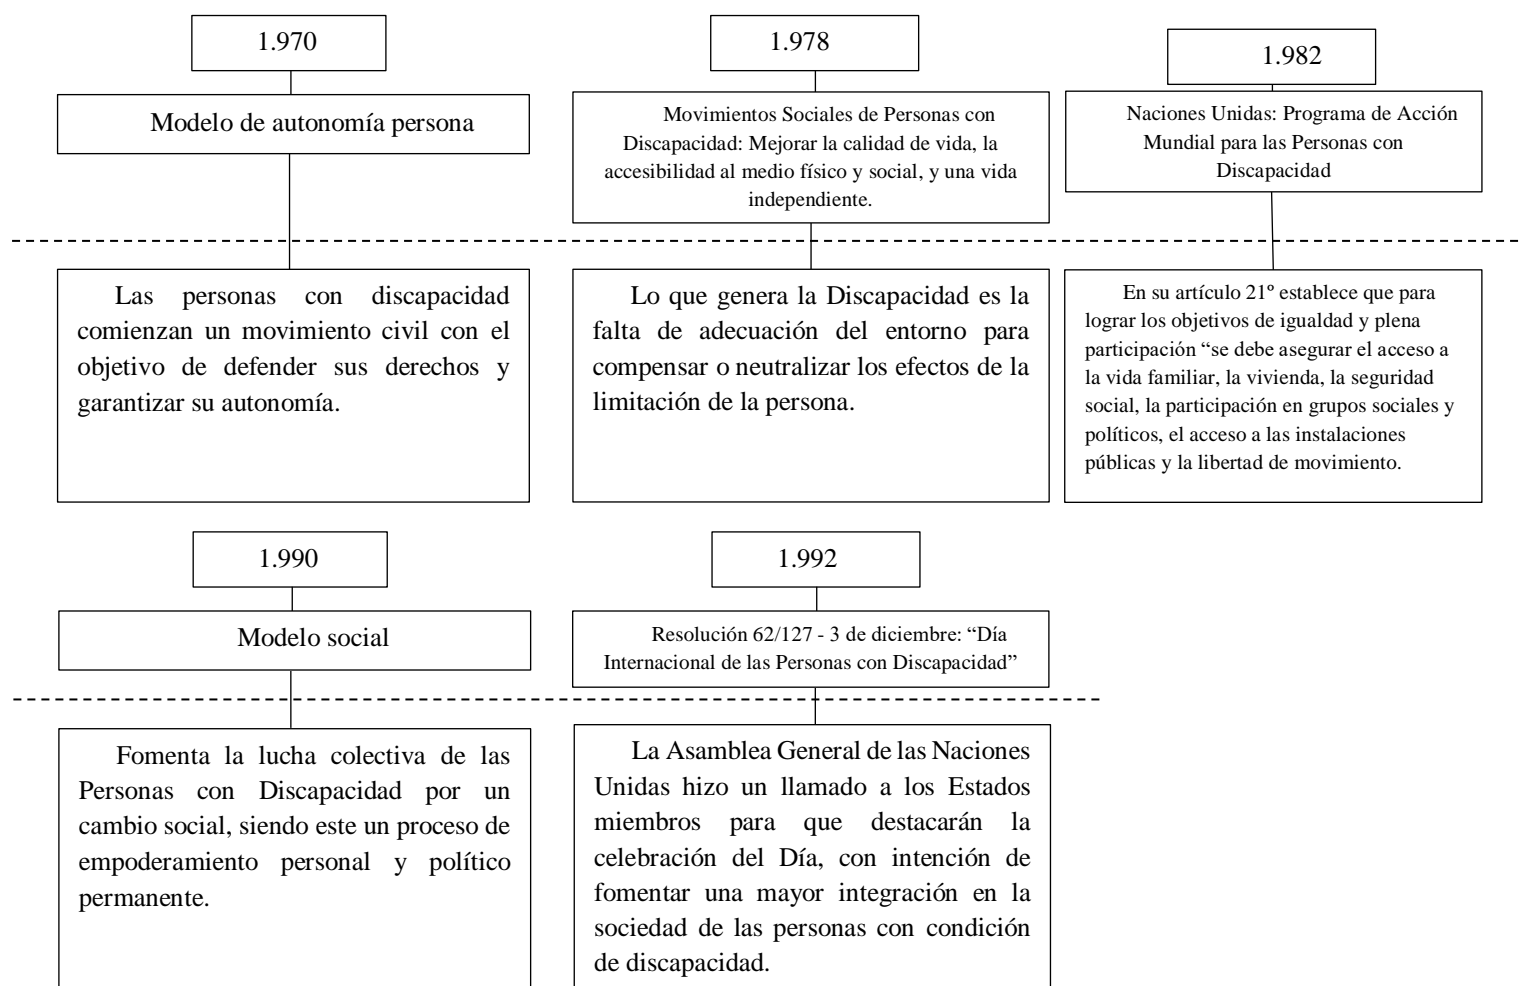 1.970
Modelo de autonomía persona
Las personas con discapacidad
comienzan un movimiento civil con el
objetivo de defender sus derechos y
garantizar su autonomía.
1.978
Movimientos Sociales de Personas con
Discapacidad: Mejorar la calidad de vida, la
accesibilidad al medio físico y social, y una vida
independiente.
Lo que genera la Discapacidad es la
falta de adecuación del entorno para
compensar o neutralizar los efectos de la
limitación de la persona.
1.982
Naciones Unidas: Programa de Acción
Mundial para las Personas con
Discapacidad
En su artículo 21º establece que para
lograr los objetivos de igualdad y plena
participación “se debe asegurar el acceso a
la vida familiar, la vivienda, la seguridad
social, la participación en grupos sociales y
políticos, el acceso a las instalaciones
públicas y la libertad de movimiento.
1.990
Modelo social
Fomenta la lucha colectiva de las
Personas con Discapacidad por un
cambio social, siendo este un proceso de
empoderamiento personal y político
permanente.
1.992
Resolución 62/127 - 3 de diciembre: “Día
Internacional de las Personas con Discapacidad”
La Asamblea General de las Naciones
Unidas hizo un llamado a los Estados
miembros para que destacarán la
celebración del Día, con intención de
fomentar una mayor integración en la
sociedad de las personas con condición
de discapacidad.